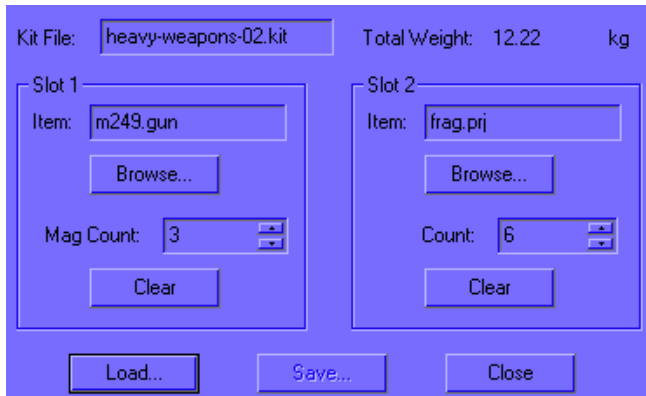 Kit File: heavy-weapons-02.kit Total Weight: 12.22 kg
Slot 1 Slot 2
Item: m249.gun Item: frag.prj
Browse... Browse...
Mag Count: 3 Count: 6
Clear Clear
Load... Save... Close